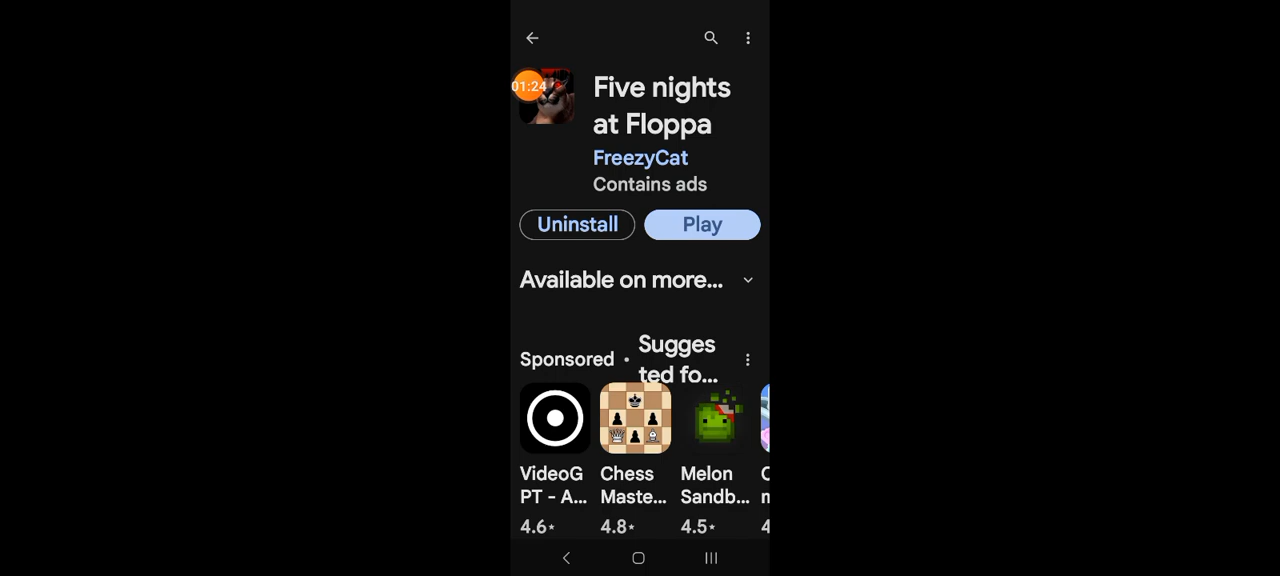 01:24
Five nights
at Floppa
FreezyCat
Contains ads
Uninstall
Play
Available on more...
Sponsored • Sugges
ted fo...
VideoG
PT - A...
4.6★
Chess
Maste...
4.8★
Melon
Sandb...
4.5★
4